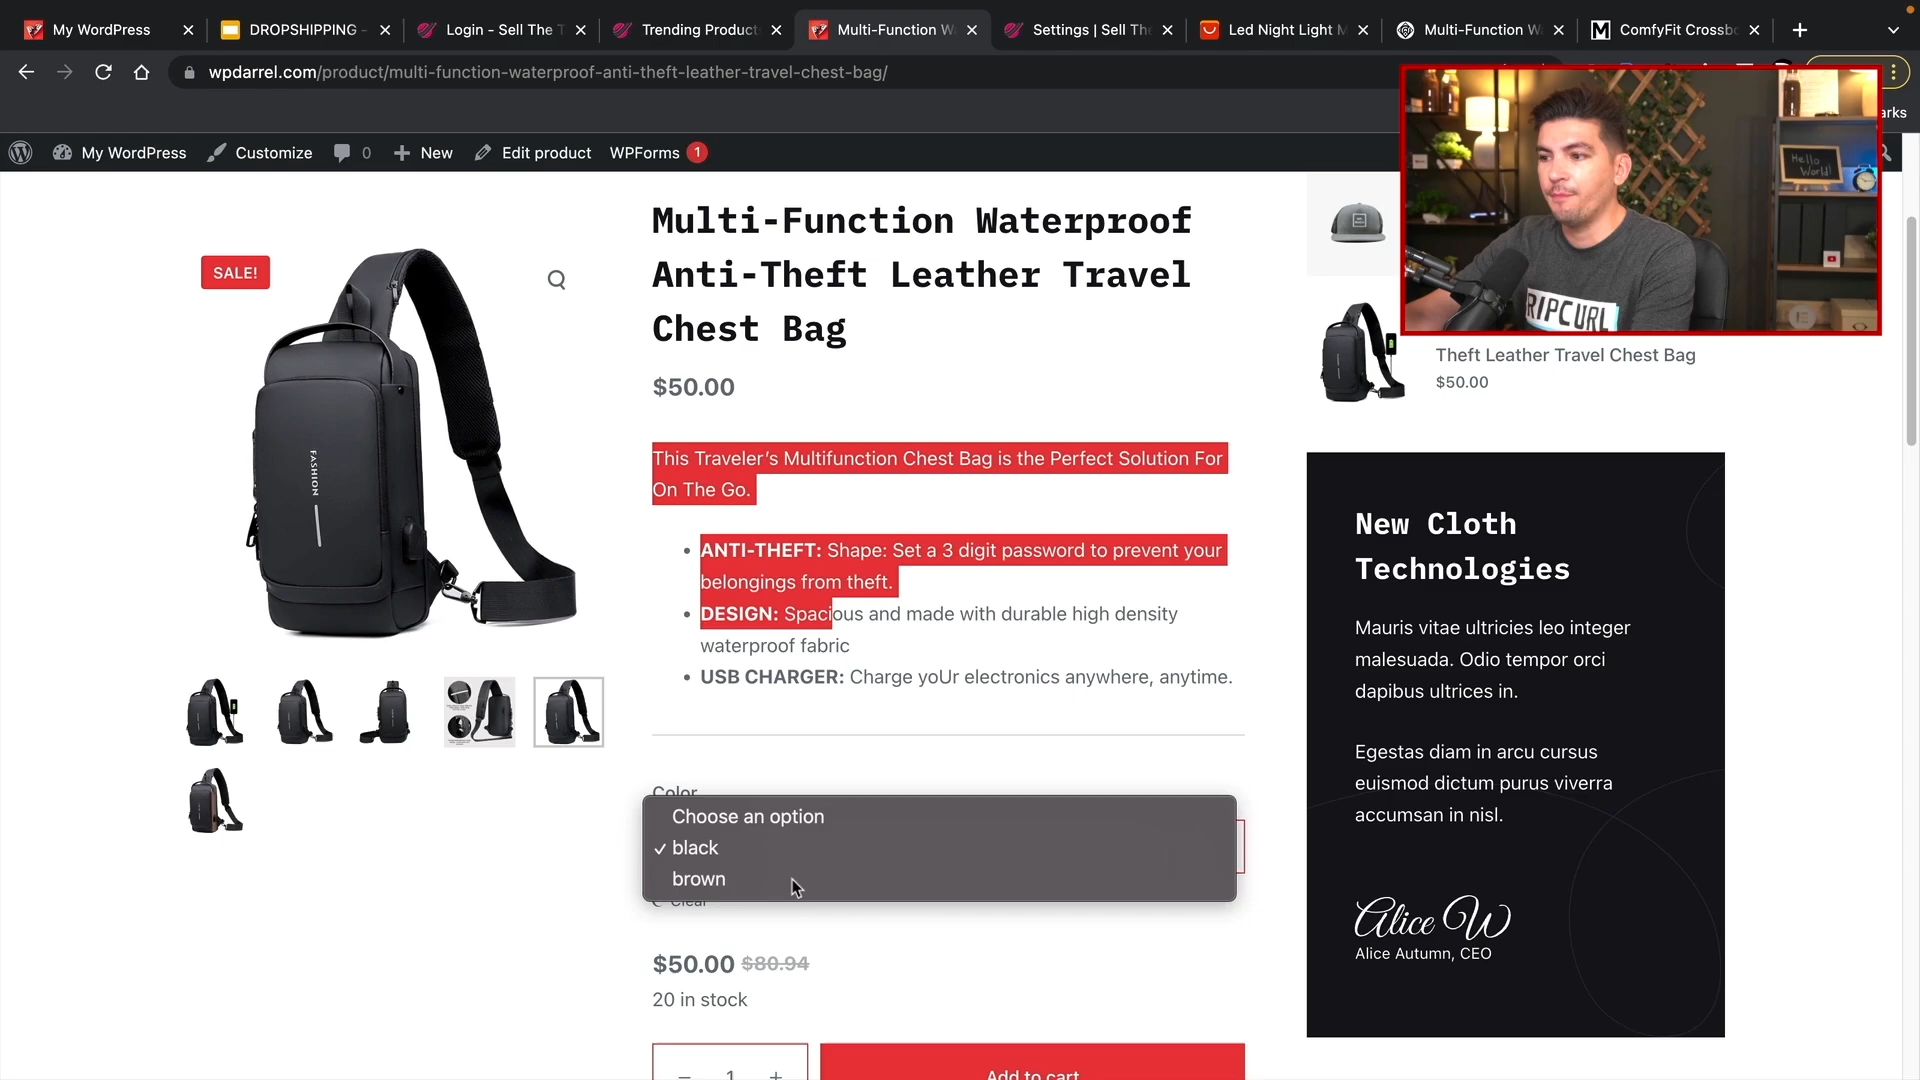 My WordPress
DROPSHIPPING -
Login - Sell The T
Trending Product
Multi-Function W
Settings | Sell The
Led Night Light M
Multi-Function W
ComfyFit Crossb
wpdarrel.com/product/multi-function-waterproof-anti-theft-leather-travel-chest-bag/
arks
My WordPress
Customize
0
New
Edit product
WPForms 1
SALE!
FASHION
Multi-Function Waterproof
Anti-Theft Leather Travel
Chest Bag
$50.00
This Traveler’s Multifunction Chest Bag is the Perfect Solution For
On The Go.
• ANTI-THEFT: Shape: Set a 3 digit password to prevent your
belongings from theft.
• DESIGN: Spacious and made with durable high density
waterproof fabric
• USB CHARGER: Charge yoUr electronics anywhere, anytime.
Color
Choose an option
✓ black
brown
Clear
$50.00 $80.94
20 in stock
− 1 +
Add to cart
Hello
World!
RIPCURL
Theft Leather Travel Chest Bag
$50.00
New Cloth
Technologies
Mauris vitae ultricies leo integer
malesuada. Odio tempor orci
dapibus ultrices in.
Egestas diam in arcu cursus
euismod dictum purus viverra
accumsan in nisl.
Alice W
Alice Autumn, CEO